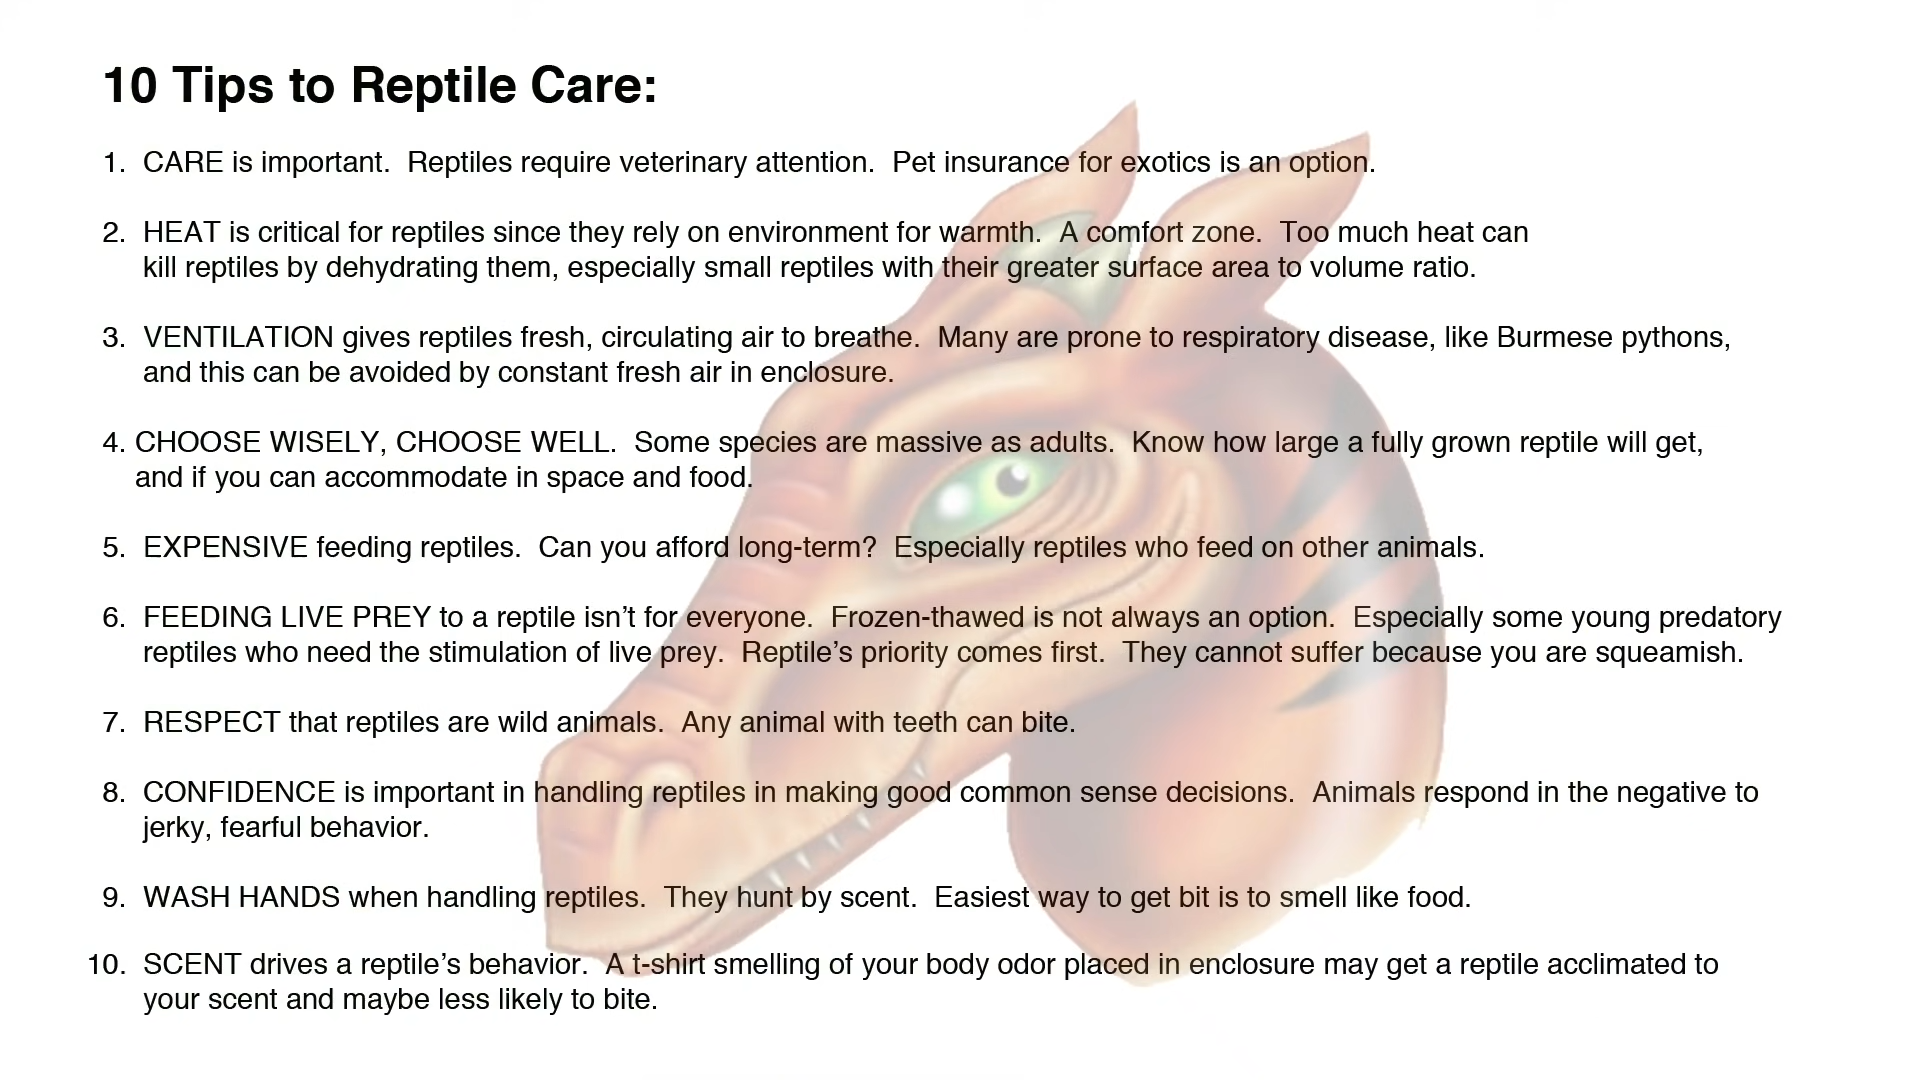 10 Tips to Reptile Care:
1. CARE is important. Reptiles require veterinary attention. Pet insurance for exotics is an option.
2. HEAT is critical for reptiles since they rely on environment for warmth. A comfort zone. Too much heat can
kill reptiles by dehydrating them, especially small reptiles with their greater surface area to volume ratio.
3. VENTILATION gives reptiles fresh, circulating air to breathe. Many are prone to respiratory disease, like Burmese pythons,
and this can be avoided by constant fresh air in enclosure.
4. CHOOSE WISELY, CHOOSE WELL. Some species are massive as adults. Know how large a fully grown reptile will get,
and if you can accommodate in space and food.
5. EXPENSIVE feeding reptiles. Can you afford long-term? Especially reptiles who feed on other animals.
6. FEEDING LIVE PREY to a reptile isn’t for everyone. Frozen-thawed is not always an option. Especially some young predatory
reptiles who need the stimulation of live prey. Reptile’s priority comes first. They cannot suffer because you are squeamish.
7. RESPECT that reptiles are wild animals. Any animal with teeth can bite.
8. CONFIDENCE is important in handling reptiles in making good common sense decisions. Animals respond in the negative to
jerky, fearful behavior.
9. WASH HANDS when handling reptiles. They hunt by scent. Easiest way to get bit is to smell like food.
10. SCENT drives a reptile’s behavior. A t-shirt smelling of your body odor placed in enclosure may get a reptile acclimated to
your scent and maybe less likely to bite.